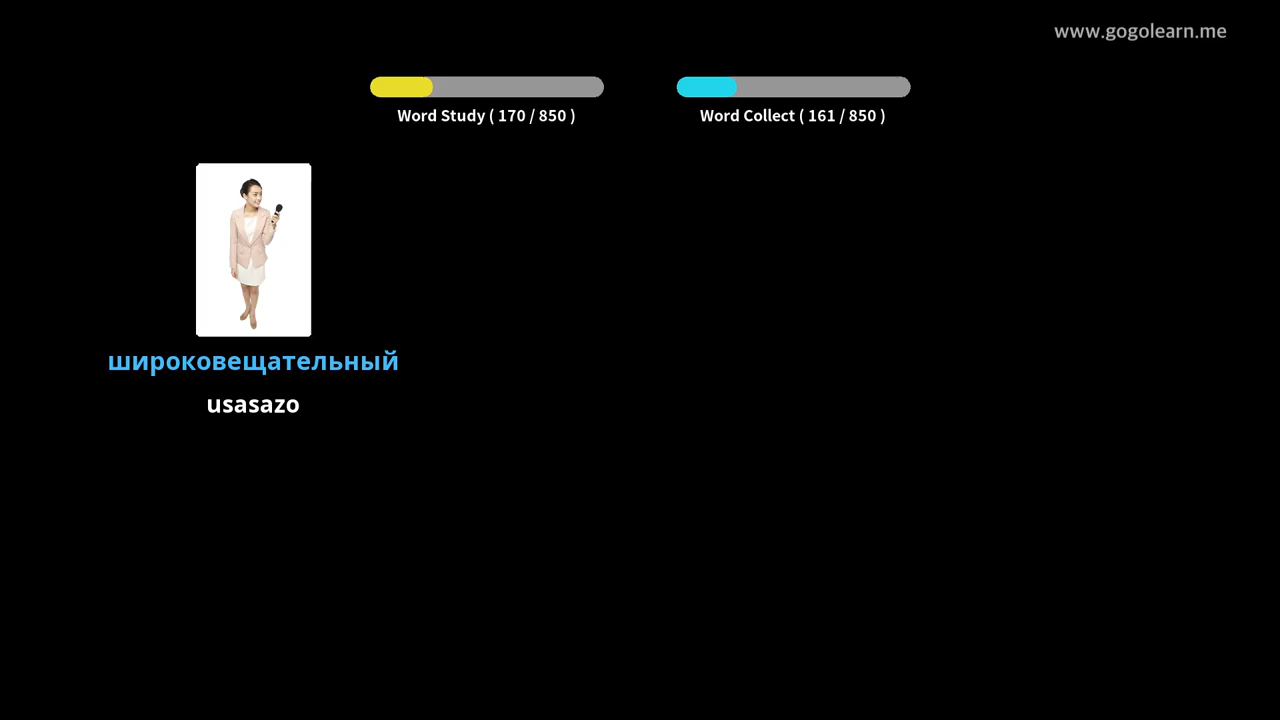 www.gogolearn.me
Word Study ( 170 / 850 )
Word Collect ( 161 / 850 )
широковещательный
usasazo